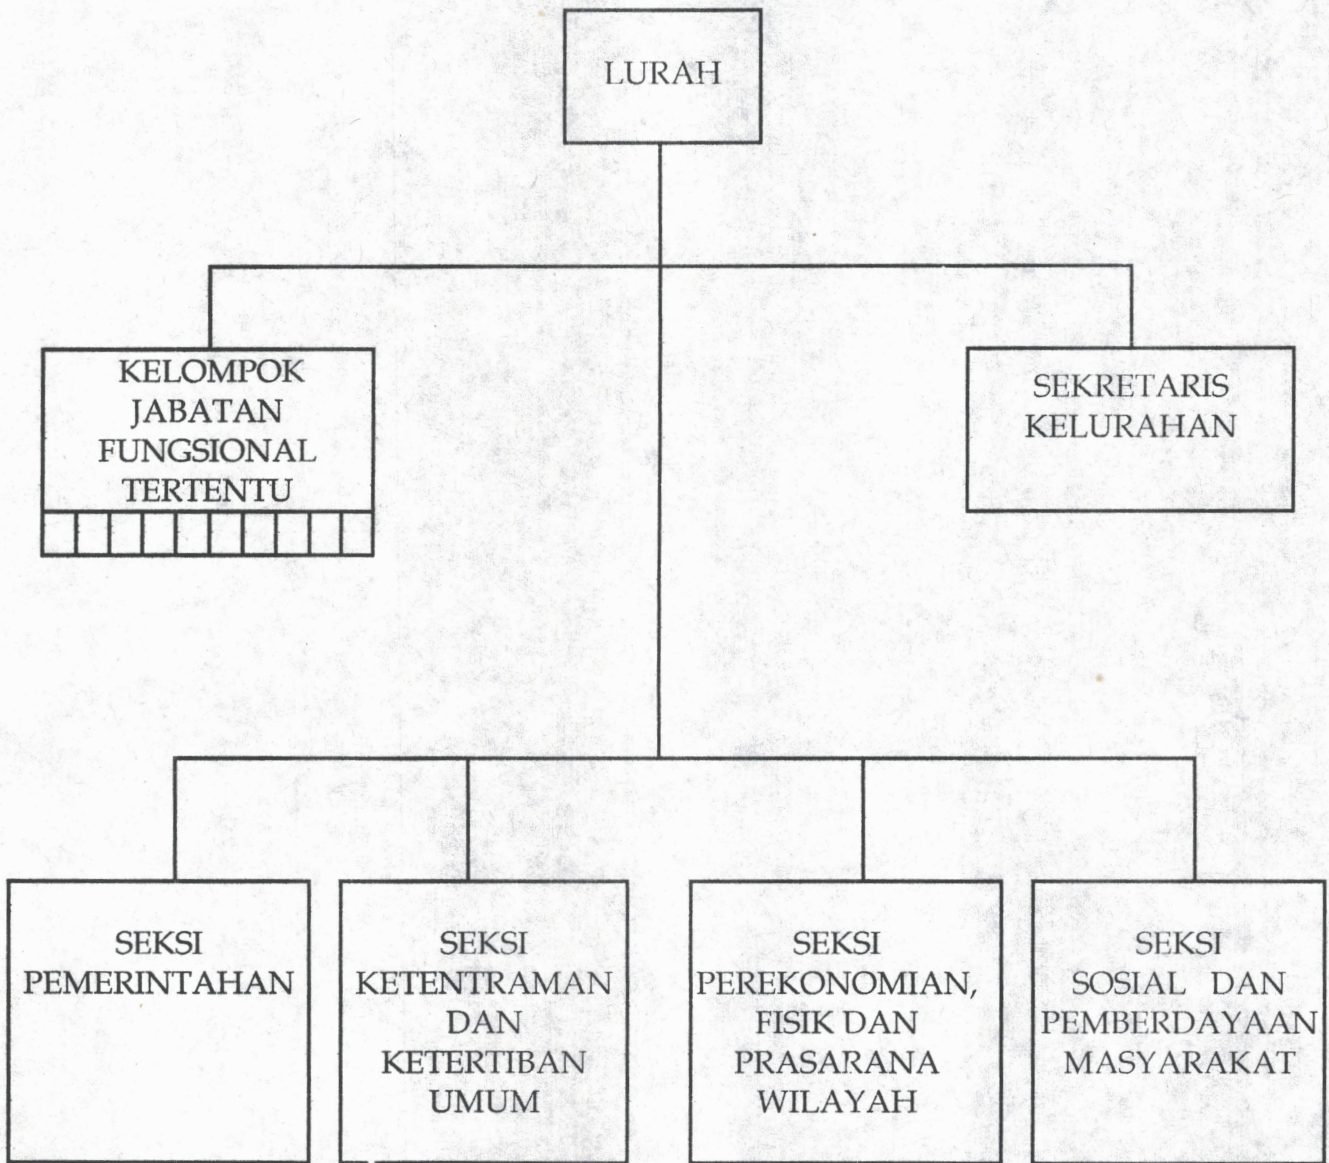 LURAH
KELOMPOK
JABATAN
FUNGSIONAL
TERTENTU
SEKRETARIS
KELURAHAN
SEKSI
PEMERINTAHAN
SEKSI
KETENTRAMAN
DAN
KETERTIBAN
UMUM
SEKSI
PEREKONOMIAN,
FISIK DAN
PRASARANA
WILAYAH
SEKSI
SOSIAL DAN
PEMBERDAYAAN
MASYARAKAT